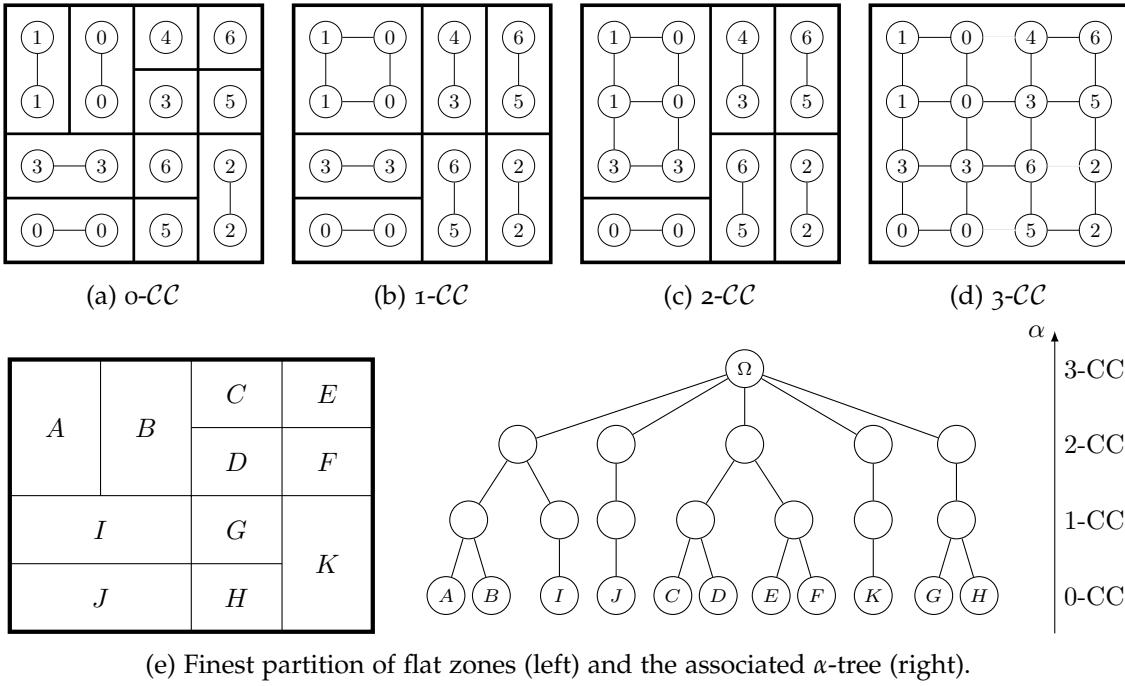 1 0 4 6 1 0 4 6 1 0 4 6 1 0 4 6
1 0 3 5 1 0 3 5 1 0 3 5 1 0 3 5
3 3 6 2 3 3 6 2 3 3 6 2 3 3 6 2
0 0 5 2 0 0 5 2 0 0 5 2 0 0 5 2
(a) 0-CC (b) 1-CC (c) 2-CC (d) 3-CC
α
Ω 3-CC
C E
A B 2-CC
D F
I G 1-CC
K
J H
A B I J C D E F K G H 0-CC
(e) Finest partition of flat zones (left) and the associated α-tree (right).